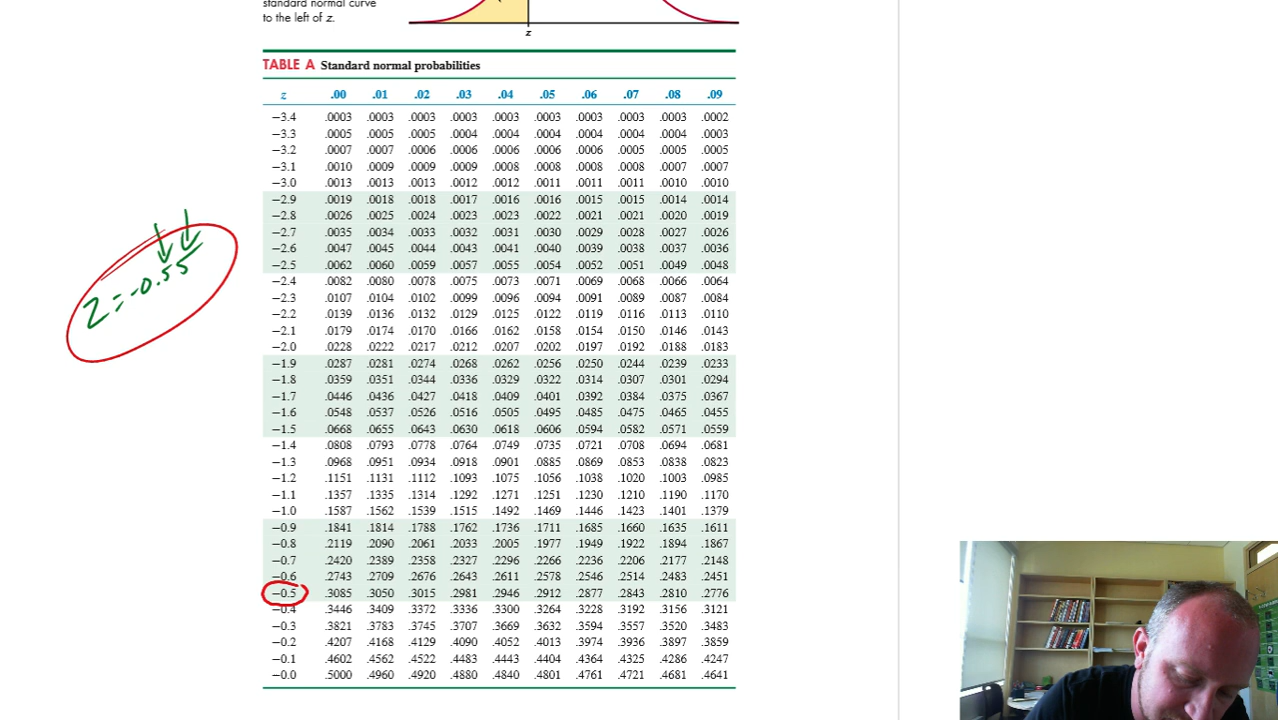 standard normal curve
to the left of z.
z
TABLE A Standard normal probabilities
z .00 .01 .02 .03 .04 .05 .06 .07 .08 .09
−3.4 .0003 .0003 .0003 .0003 .0003 .0003 .0003 .0003 .0003 .0002
−3.3 .0005 .0005 .0005 .0004 .0004 .0004 .0004 .0004 .0004 .0003
−3.2 .0007 .0007 .0006 .0006 .0006 .0006 .0006 .0005 .0005 .0005
−3.1 .0010 .0009 .0009 .0009 .0008 .0008 .0008 .0008 .0007 .0007
−3.0 .0013 .0013 .0013 .0012 .0012 .0011 .0011 .0011 .0010 .0010
−2.9 .0019 .0018 .0018 .0017 .0016 .0016 .0015 .0015 .0014 .0014
−2.8 .0026 .0025 .0024 .0023 .0023 .0022 .0021 .0021 .0020 .0019
−2.7 .0035 .0034 .0033 .0032 .0031 .0030 .0029 .0028 .0027 .0026
−2.6 .0047 .0045 .0044 .0043 .0041 .0040 .0039 .0038 .0037 .0036
−2.5 .0062 .0060 .0059 .0057 .0055 .0054 .0052 .0051 .0049 .0048
−2.4 .0082 .0080 .0078 .0075 .0073 .0071 .0069 .0068 .0066 .0064
−2.3 .0107 .0104 .0102 .0099 .0096 .0094 .0091 .0089 .0087 .0084
−2.2 .0139 .0136 .0132 .0129 .0125 .0122 .0119 .0116 .0113 .0110
−2.1 .0179 .0174 .0170 .0166 .0162 .0158 .0154 .0150 .0146 .0143
−2.0 .0228 .0222 .0217 .0212 .0207 .0202 .0197 .0192 .0188 .0183
−1.9 .0287 .0281 .0274 .0268 .0262 .0256 .0250 .0244 .0239 .0233
−1.8 .0359 .0351 .0344 .0336 .0329 .0322 .0314 .0307 .0301 .0294
−1.7 .0446 .0436 .0427 .0418 .0409 .0401 .0392 .0384 .0375 .0367
−1.6 .0548 .0537 .0526 .0516 .0505 .0495 .0485 .0475 .0465 .0455
−1.5 .0668 .0655 .0643 .0630 .0618 .0606 .0594 .0582 .0571 .0559
−1.4 .0808 .0793 .0778 .0764 .0749 .0735 .0721 .0708 .0694 .0681
−1.3 .0968 .0951 .0934 .0918 .0901 .0885 .0869 .0853 .0838 .0823
−1.2 .1151 .1131 .1112 .1093 .1075 .1056 .1038 .1020 .1003 .0985
−1.1 .1357 .1335 .1314 .1292 .1271 .1251 .1230 .1210 .1190 .1170
−1.0 .1587 .1562 .1539 .1515 .1492 .1469 .1446 .1423 .1401 .1379
−0.9 .1841 .1814 .1788 .1762 .1736 .1711 .1685 .1660 .1635 .1611
−0.8 .2119 .2090 .2061 .2033 .2005 .1977 .1949 .1922 .1894 .1867
−0.7 .2420 .2389 .2358 .2327 .2296 .2266 .2236 .2206 .2177 .2148
−0.6 .2743 .2709 .2676 .2643 .2611 .2578 .2546 .2514 .2483 .2451
−0.5 .3085 .3050 .3015 .2981 .2946 .2912 .2877 .2843 .2810 .2776
−0.4 .3446 .3409 .3372 .3336 .3300 .3264 .3228 .3192 .3156 .3121
−0.3 .3821 .3783 .3745 .3707 .3669 .3632 .3594 .3557 .3520 .3483
−0.2 .4207 .4168 .4129 .4090 .4052 .4013 .3974 .3936 .3897 .3859
−0.1 .4602 .4562 .4522 .4483 .4443 .4404 .4364 .4325 .4286 .4247
−0.0 .5000 .4960 .4920 .4880 .4840 .4801 .4761 .4721 .4681 .4641
Z = -0.55